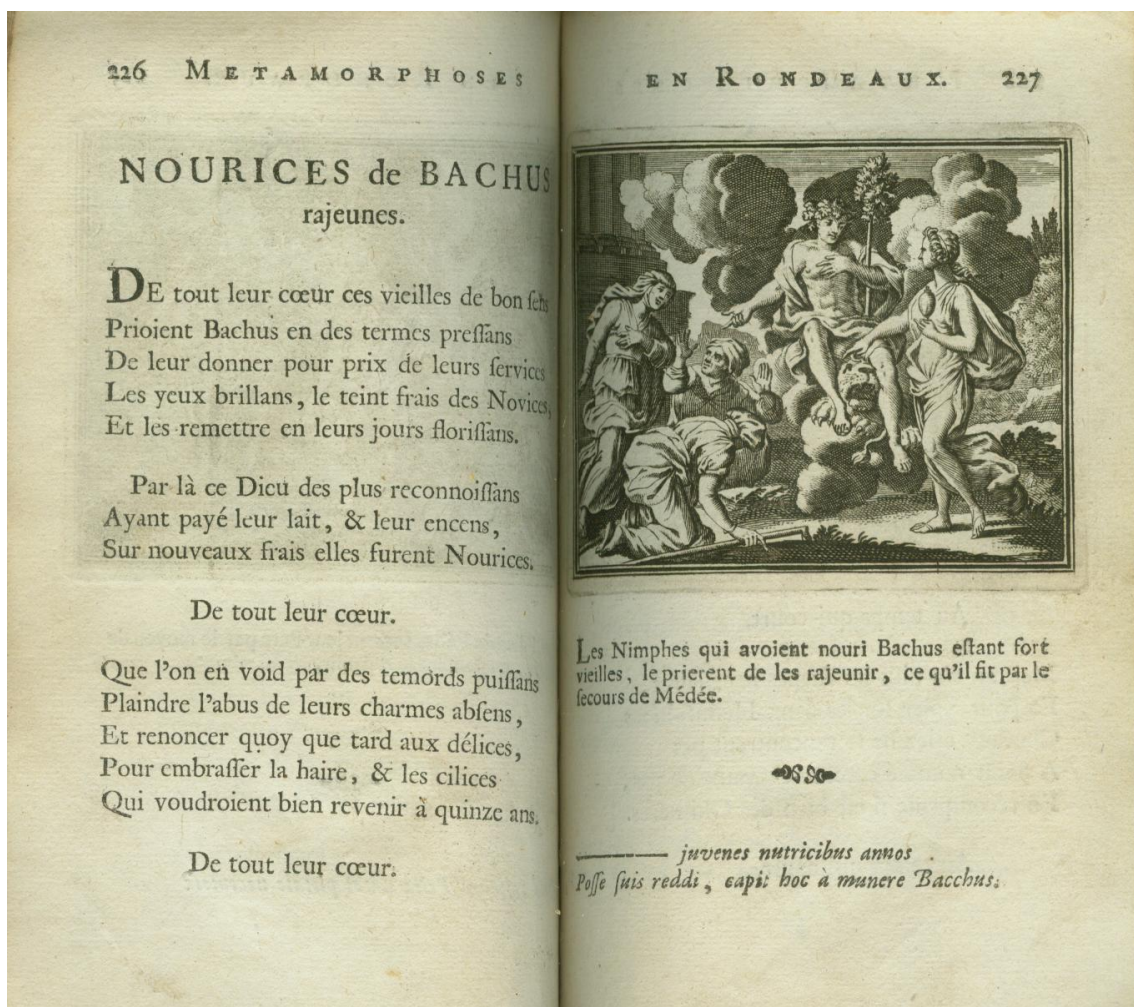 226 METAMORPHOSES
NOURICES de BACHUS
rajeunes.
DE tout leur cœur ces vieilles de bon ſens
Prioient Bachus en des termes preſſans
De leur donner pour prix de leurs ſervices
Les yeux brillans, le teint frais des Novices,
Et les remettre en leurs jours floriſſans.
Par là ce Dieu des plus reconnoiſſans
Ayant payé leur lait, & leur encens,
Sur nouveaux frais elles furent Nourices.
De tout leur cœur.
Que l'on en void par des temords puiſſans
Plaindre l'abus de leurs charmes abſens,
Et renoncer quoy que tard aux délices,
Pour embraſſer la haire, & les cilices
Qui voudroient bien revenir à quinze ans.
De tout leur cœur.
EN RONDEAUX. 227
Les Nimphes qui avoient nouri Bachus eſtant fort
vieilles, le prierent de les rajeunir, ce qu'il fit par le
ſecours de Médée.
——— juvenes nutricibus annos
Poſſe ſuis reddi, capit hoc à munere Bacchus.